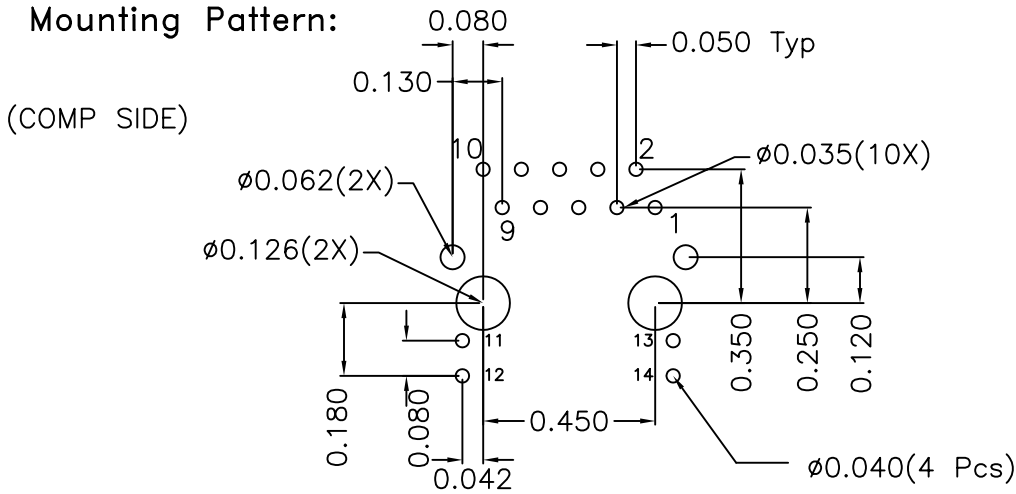 Mounting Pattern:
0.080
0.050 Typ
0.130
(COMP SIDE)
10
2
ø0.035(10X)
ø0.062(2X)
9
1
ø0.126(2X)
11
13
12
14
0.350
0.250
0.120
0.180
0.080
0.450
0.042
ø0.040(4 Pcs)